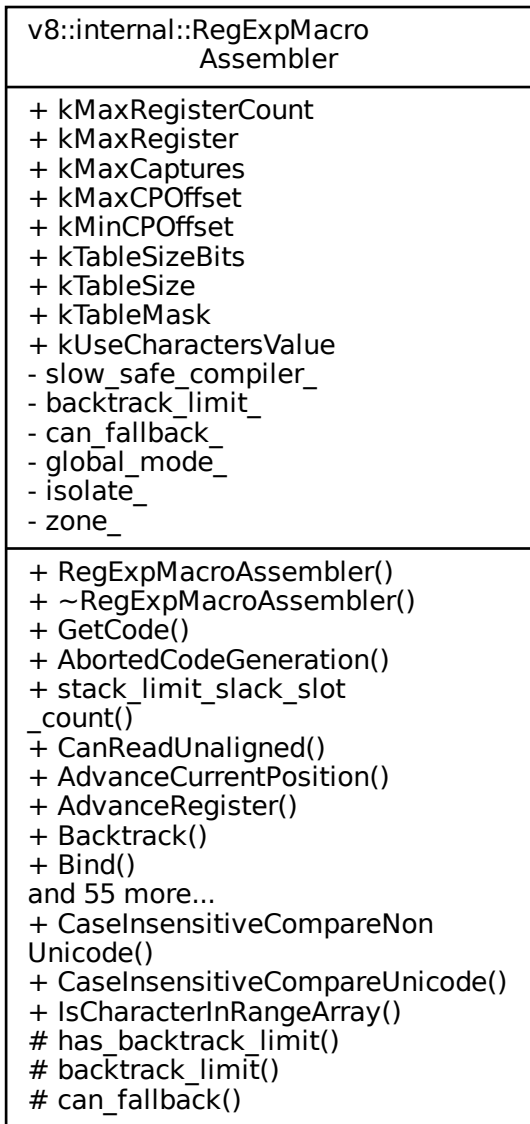 v8::internal::RegExpMacro
Assembler
+ kMaxRegisterCount
+ kMaxRegister
+ kMaxCaptures
+ kMaxCPOffset
+ kMinCPOffset
+ kTableSizeBits
+ kTableSize
+ kTableMask
+ kUseCharactersValue
- slow_safe_compiler_
- backtrack_limit_
- can_fallback_
- global_mode_
- isolate_
- zone_
+ RegExpMacroAssembler()
+ ~RegExpMacroAssembler()
+ GetCode()
+ AbortedCodeGeneration()
+ stack_limit_slack_slot
_count()
+ CanReadUnaligned()
+ AdvanceCurrentPosition()
+ AdvanceRegister()
+ Backtrack()
+ Bind()
and 55 more...
+ CaseInsensitiveCompareNon
Unicode()
+ CaseInsensitiveCompareUnicode()
+ IsCharacterInRangeArray()
# has_backtrack_limit()
# backtrack_limit()
# can_fallback()